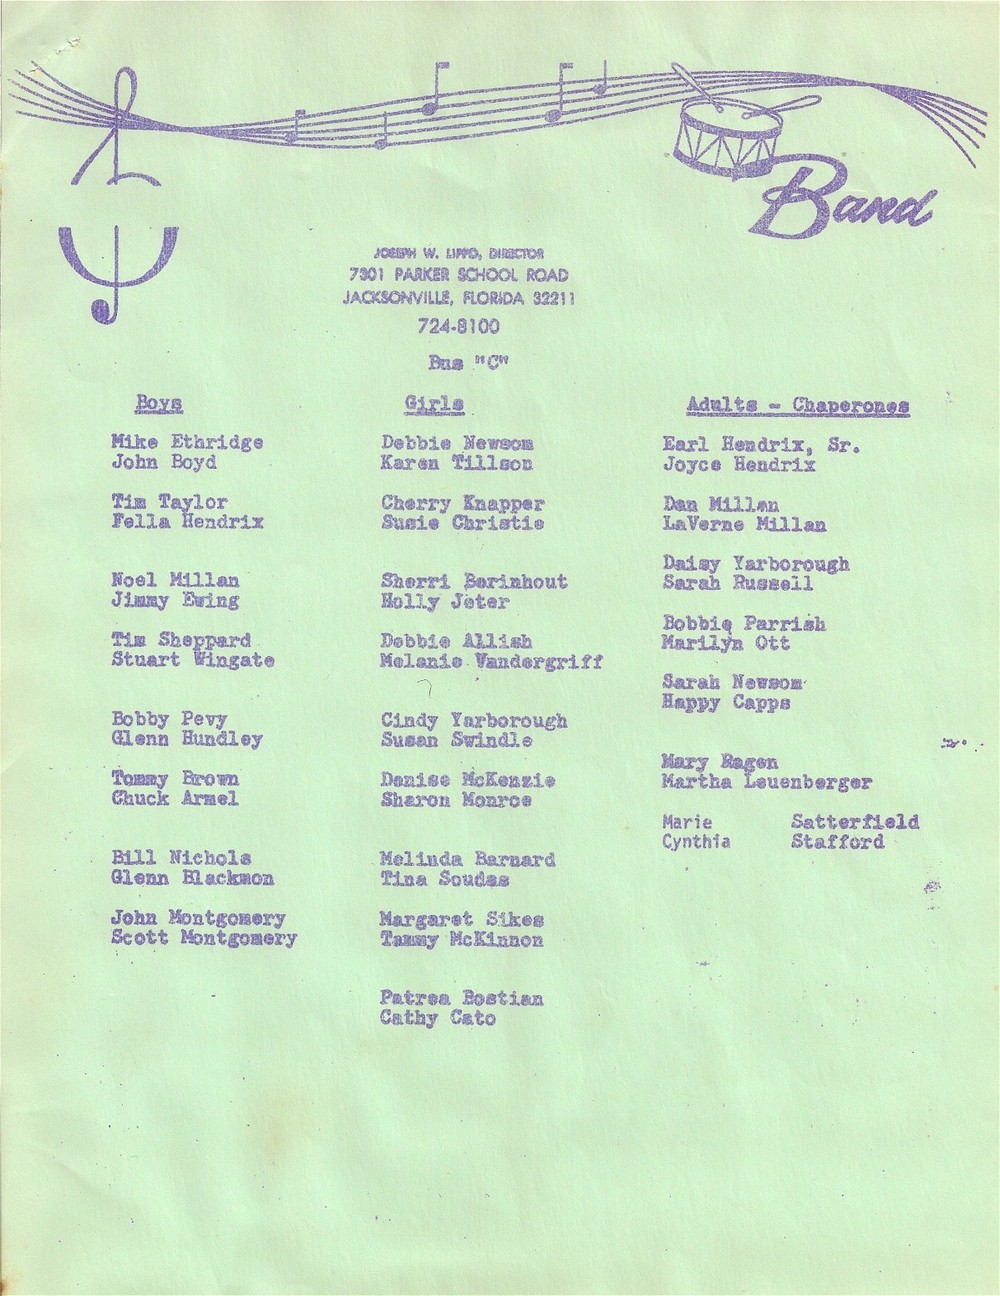 Band
JOSEPH W. LIPPO, DIRECTOR
7301 PARKER SCHOOL ROAD
JACKSONVILLE, FLORIDA 32211
724-8100
Bus "C"
Boys
Mike Ethridge
John Boyd
Tim Taylor
Fella Hendrix
Noel Millan
Jimmy Ewing
Tim Sheppard
Stuart Wingate
Bobby Pevy
Glenn Hundley
Tommy Brown
Chuck Armel
Bill Nichols
Glenn Blackmon
John Montgomery
Scott Montgomery
Girls
Debbie Newsom
Karen Tillson
Cherry Knapper
Susie Christie
Sherri Berinhout
Holly Jeter
Debbie Allish
Melanie Vandergriff
Cindy Yarborough
Susan Swindle
Denise McKenzie
Sharon Monroe
Melinda Barnard
Tina Soudas
Margaret Sikes
Tammy McKinnon
Patrea Bostian
Cathy Cato
Adults - Chaperones
Earl Hendrix, Sr.
Joyce Hendrix
Dan Millan
LaVerne Millan
Daisy Yarborough
Sarah Russell
Bobbie Parrish
Marilyn Ott
Sarah Newsom
Happy Capps
Mary Ragen
Martha Leuenberger
Marie Satterfield
Cynthia Stafford